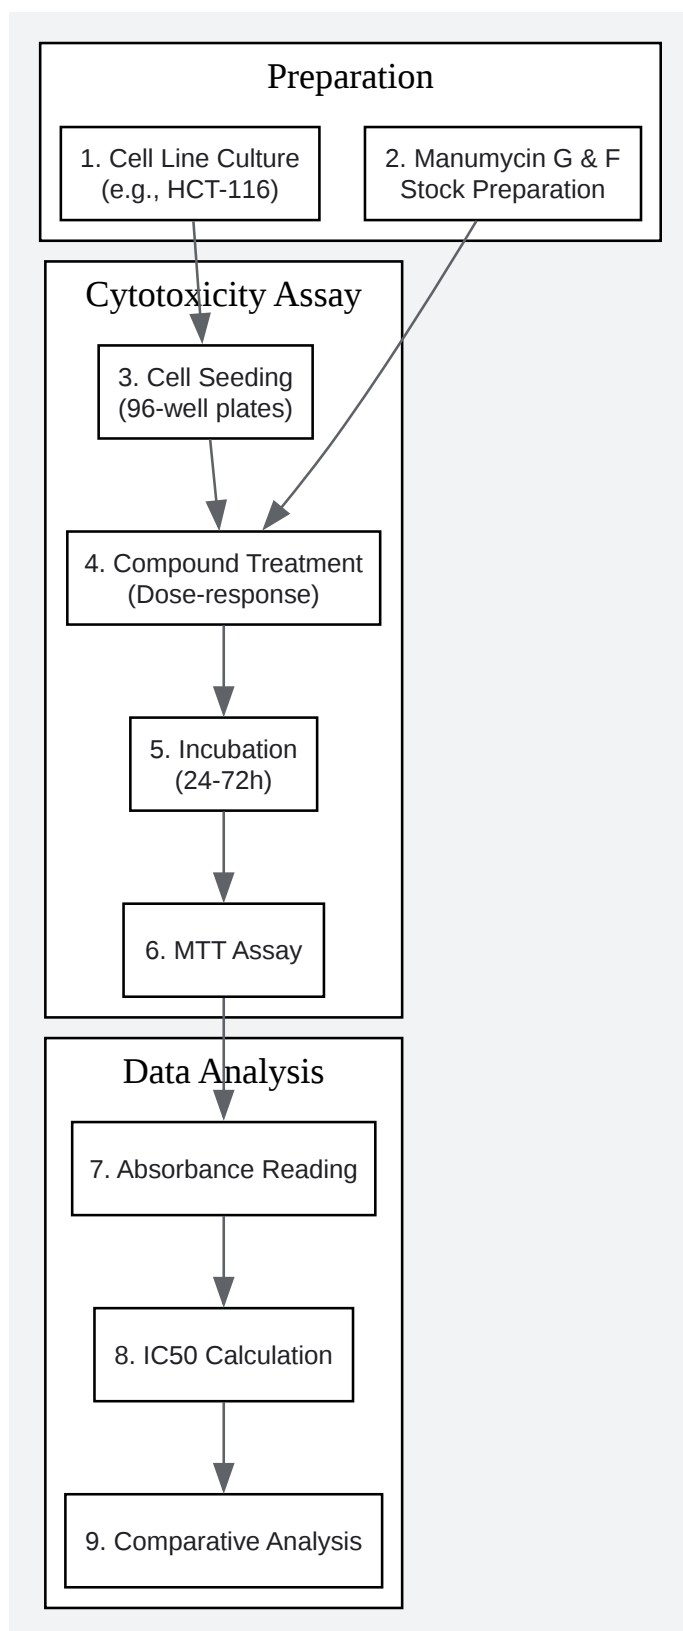 Preparation
1. Cell Line Culture
(e.g., HCT-116)
2. Manumycin G & F
Stock Preparation
Cytotoxicity Assay
3. Cell Seeding
(96-well plates)
4. Compound Treatment
(Dose-response)
5. Incubation
(24-72h)
6. MTT Assay
Data Analysis
7. Absorbance Reading
8. IC50 Calculation
9. Comparative Analysis